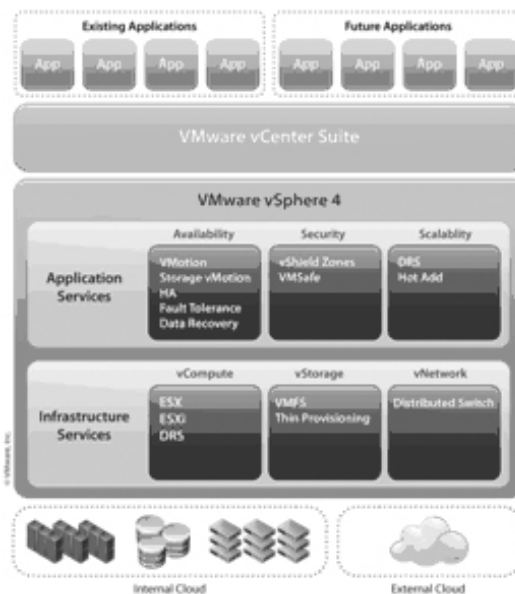 Existing Applications
Future Applications
App
App
App
App
App
App
App
App
VMware vCenter Suite
VMware vSphere 4
Availability
Security
Scalablity
Application
Services
VMotion
Storage vMotion
HA
Fault Tolerance
Data Recovery
vShield Zones
VMSafe
DRS
Hot Add
vCompute
vStorage
vNetwork
Infrastructure
Services
ESX
ESXi
DRS
VMFS
Thin Provisioning
Distributed Switch
© VMware, Inc.
Internal Cloud
External Cloud